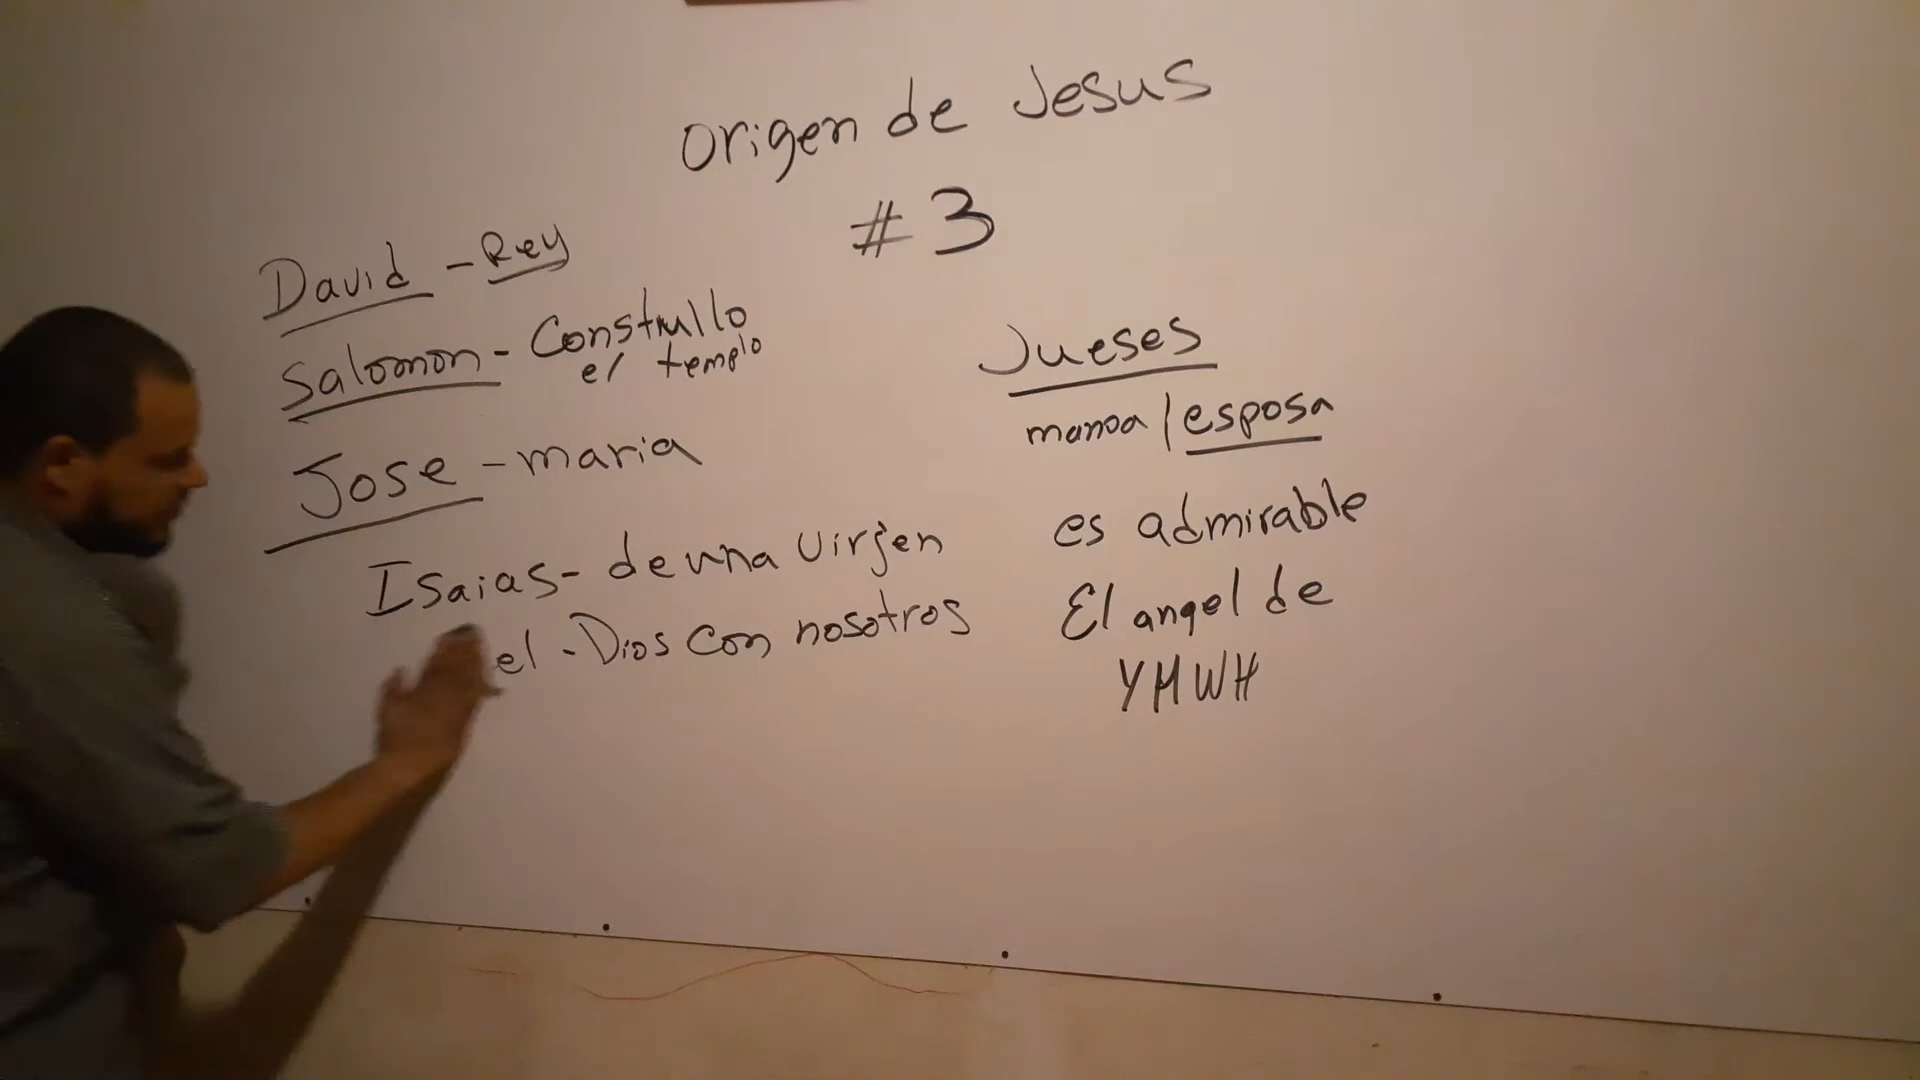 Origen de Jesus
#3
David - Rey
Salomon - Construllo
el templo
Jose - maria
Isaias - de una Virjen
el - Dios con nosotros
Jueses
manoa / esposa
es admirable
El angel de
YHWH